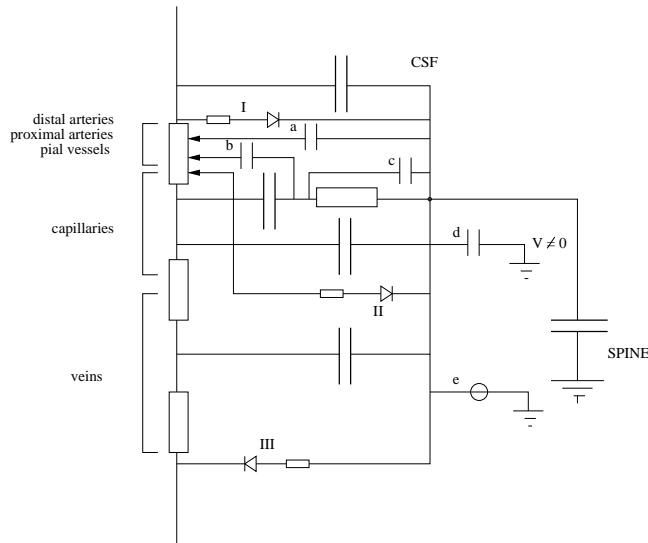 CSF
I
distal arteries
proximal arteries
pial vessels
a
b
c
capillaries
d
V ≠ 0
II
SPINE
veins
e
III